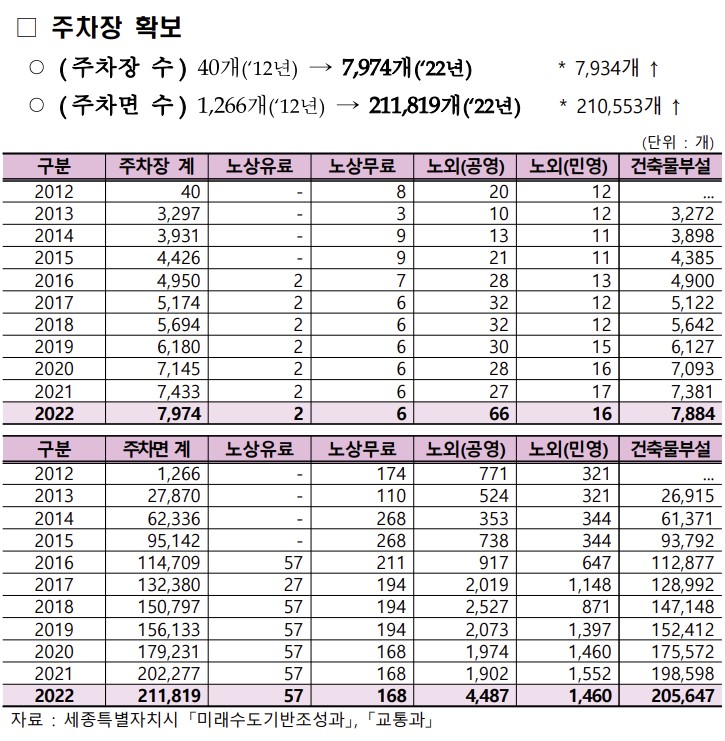 □ 주차장 확보
○ (주차장 수) 40개(‘12년) → 7,974개(‘22년) * 7,934개 ↑
○ (주차면 수) 1,266개(‘12년) → 211,819개(‘22년) * 210,553개 ↑
(단위 : 개)
구분 주차장 계 노상유료 노상무료 노외(공영) 노외(민영) 건축물부설
2012 40 - 8 20 12 ...
2013 3,297 - 3 10 12 3,272
2014 3,931 - 9 13 11 3,898
2015 4,426 - 9 21 11 4,385
2016 4,950 2 7 28 13 4,900
2017 5,174 2 6 32 12 5,122
2018 5,694 2 6 32 12 5,642
2019 6,180 2 6 30 15 6,127
2020 7,145 2 6 28 16 7,093
2021 7,433 2 6 27 17 7,381
2022 7,974 2 6 66 16 7,884
구분 주차면 계 노상유료 노상무료 노외(공영) 노외(민영) 건축물부설
2012 1,266 - 174 771 321 ...
2013 27,870 - 110 524 321 26,915
2014 62,336 - 268 353 344 61,371
2015 95,142 - 268 738 344 93,792
2016 114,709 57 211 917 647 112,877
2017 132,380 27 194 2,019 1,148 128,992
2018 150,797 57 194 2,527 871 147,148
2019 156,133 57 194 2,073 1,397 152,412
2020 179,231 57 168 1,974 1,460 175,572
2021 202,277 57 168 1,902 1,552 198,598
2022 211,819 57 168 4,487 1,460 205,647
자료 : 세종특별자치시「미래수도기반조성과」,「교통과」